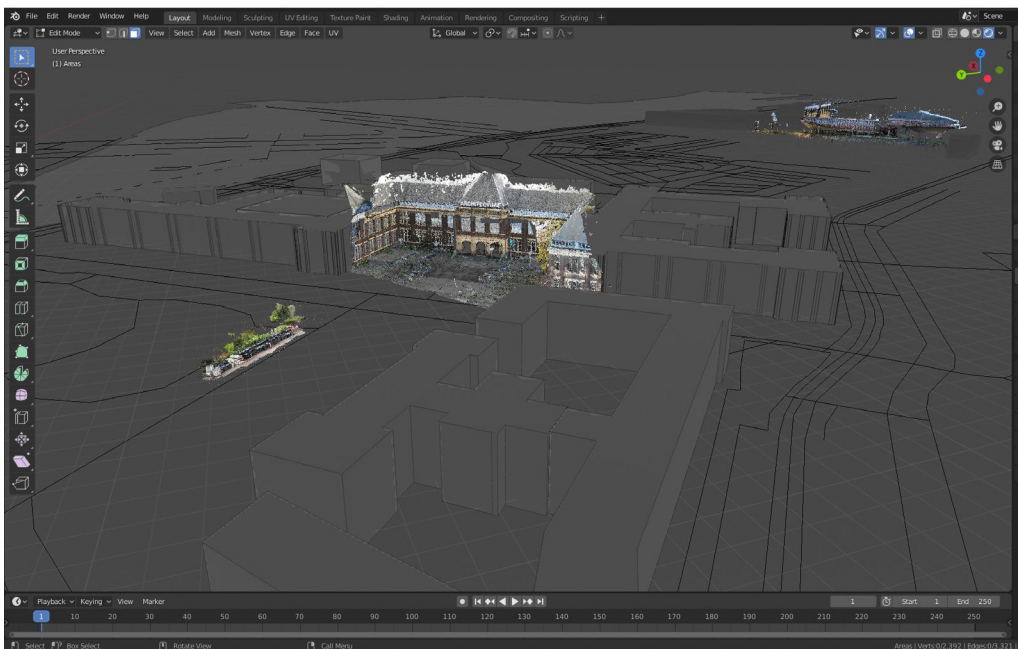 File Edit Render Window Help Layout Modeling Sculpting UV Editing Texture Paint Shading Animation Rendering Compositing Scripting + Scene
Edit Mode View Select Add Mesh Vertex Edge Face UV Global
User Perspective
(1) Areas
Z
X
Y
ARCHITECTURE
Playback Keying View Marker 1 Start 1 End 250
1 10 20 30 40 50 60 70 80 90 100 110 120 130 140 150 160 170 180 190 200 210 220 230 240 250
Select Box Select Rotate View Call Menu Areas | Verts:0/2,392 | Edges:0/3,321